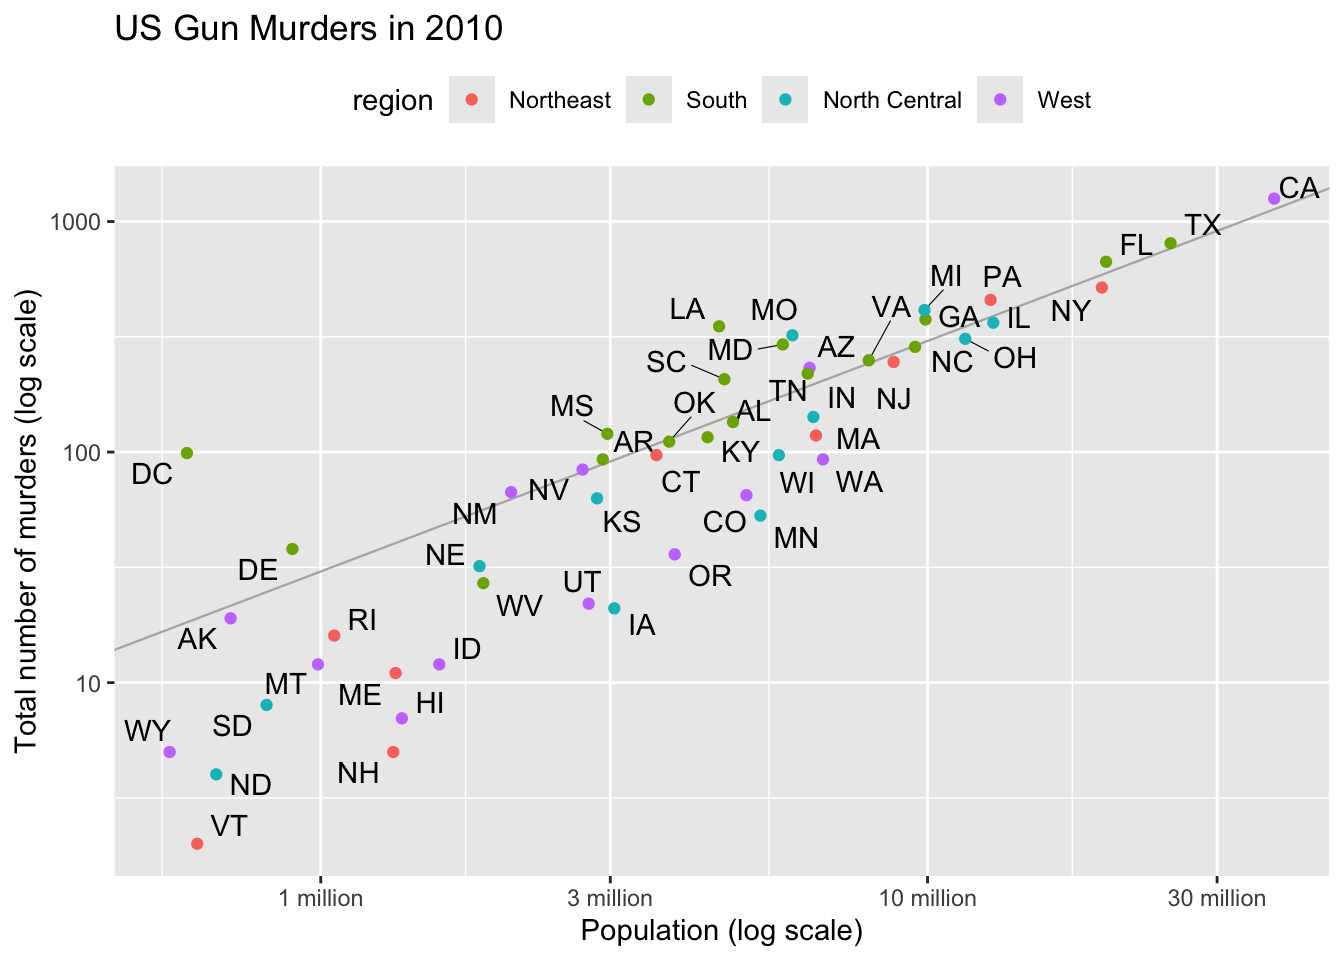 US Gun Murders in 2010
region Northeast South North Central West
CA
1000
TX
FL
MI PA
LA MO VA NY
GA IL
MD AZ
SC NC OH
TN IN NJ
MS OK AL
AR MA
100
KY
DC CT WI WA
NM NV
KS CO MN
NE
DE UT OR
WV
RI IA
AK
ID
10
MT ME HI
SD
WY
NH
ND
VT
1 million 3 million 10 million 30 million
Population (log scale)
Total number of murders (log scale)